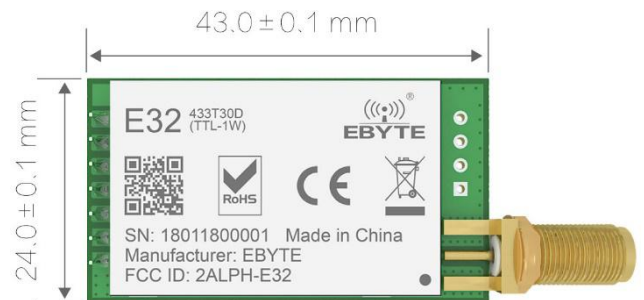 43.0±0.1 mm
24.0±0.1 mm
E32 433T30D
(TTL-1W)
®
EBYTE
RoHS
CE
SN: 18011800001 Made in China
Manufacturer: EBYTE
FCC ID: 2ALPH-E32